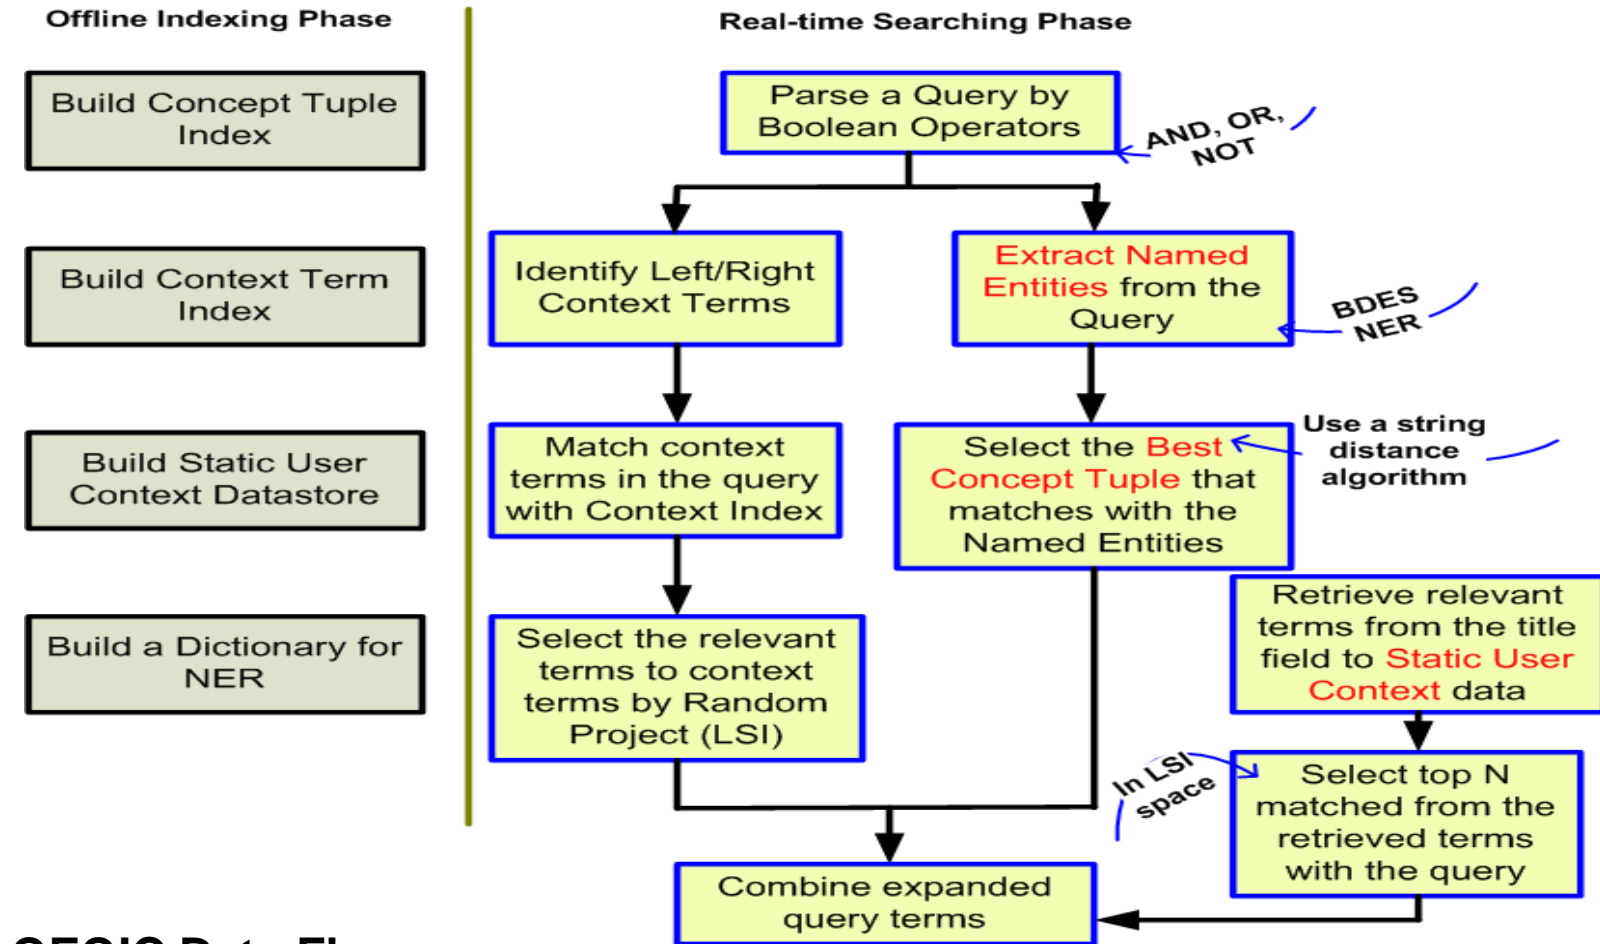 Offline Indexing Phase
Real-time Searching Phase
Build Concept Tuple
Index
Build Context Term
Index
Build Static User
Context Datastore
Build a Dictionary for
NER
Parse a Query by
Boolean Operators
AND, OR,
NOT
Identify Left/Right
Context Terms
Extract Named
Entities from the
Query
BDES
NER
Match context
terms in the query
with Context Index
Select the Best
Concept Tuple that
matches with the
Named Entities
Use a string
distance
algorithm
Select the relevant
terms to context
terms by Random
Project (LSI)
Retrieve relevant
terms from the title
field to Static User
Context data
In LSI
space
Select top N
matched from the
retrieved terms
with the query
Combine expanded
query terms